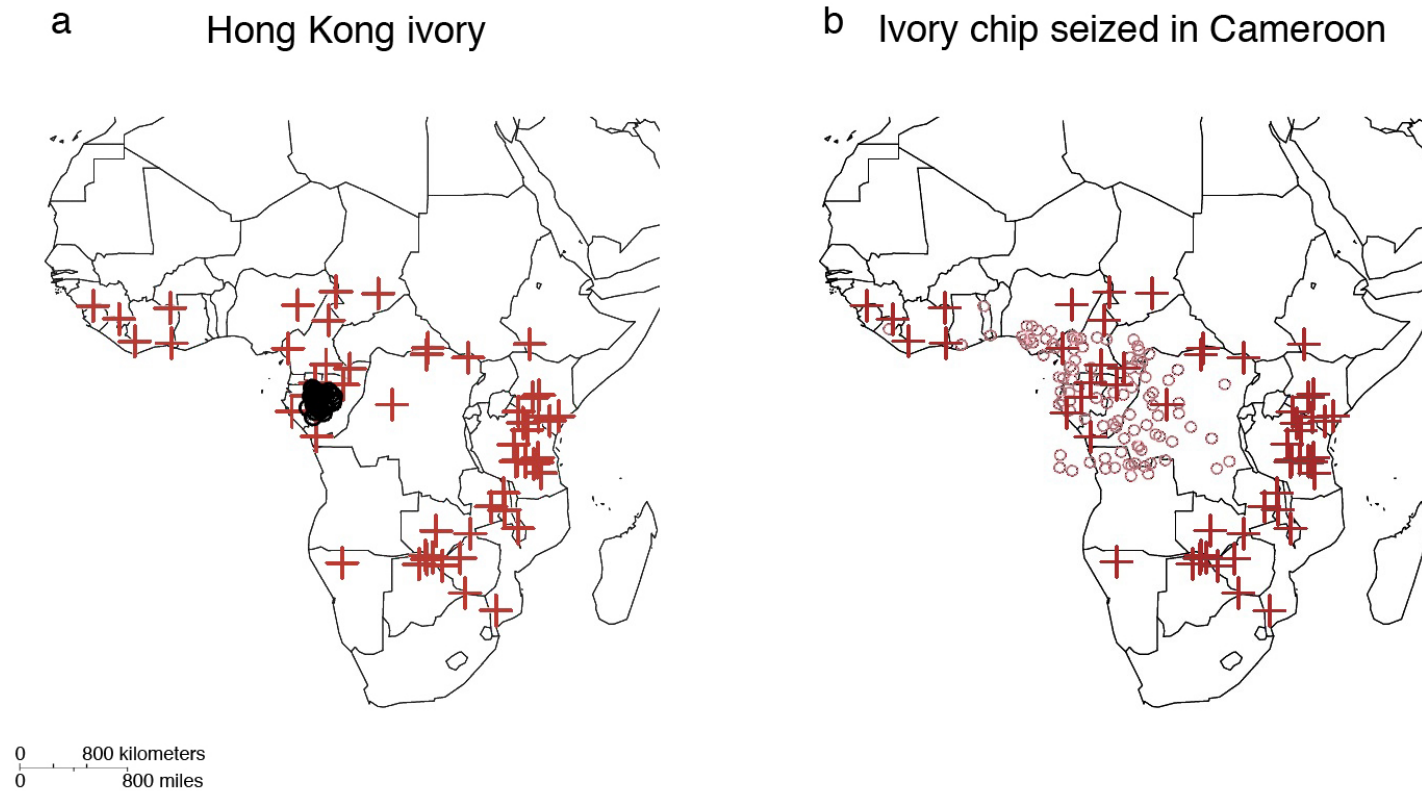 a Hong Kong ivory
b Ivory chip seized in Cameroon
0 800 kilometers
0 800 miles